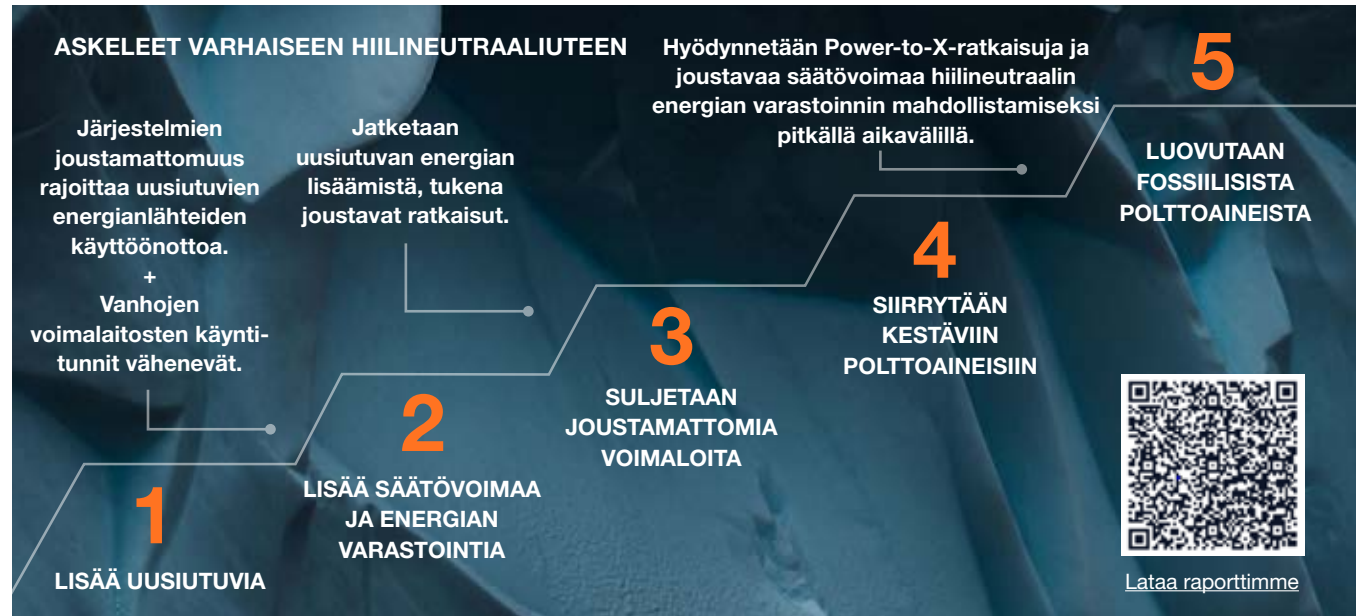 ASKELEET VARHAISEEN HIILINEUTRAALIUTEEN
Järjestelmien
joustamattomuus
rajoittaa uusiutuvien
energianlähteiden
käyttöönottoa.
+
Vanhojen
voimalaitosten käynti-
tunnit vähenevät.
Jatketaan
uusiutuvan energian
lisäämistä, tukena
joustavat ratkaisut.
Hyödynnetään Power-to-X-ratkaisuja ja
joustavaa säätövoimaa hiilineutraalin
energian varastoinnin mahdollistamiseksi
pitkällä aikavälillä.
1
LISÄÄ UUSIUTUVIA
2
LISÄÄ SÄÄTÖVOIMAA
JA ENERGIAN
VARASTOINTIA
3
SULJETAAN
JOUSTAMATTOMIA
VOIMALOITA
4
SIIRRYTÄÄN
KESTÄVIIN
POLTTOAINEISIIN
5
LUOVUTAAN
FOSSIILISISTA
POLTTOAINEISTA
Lataa raporttimme